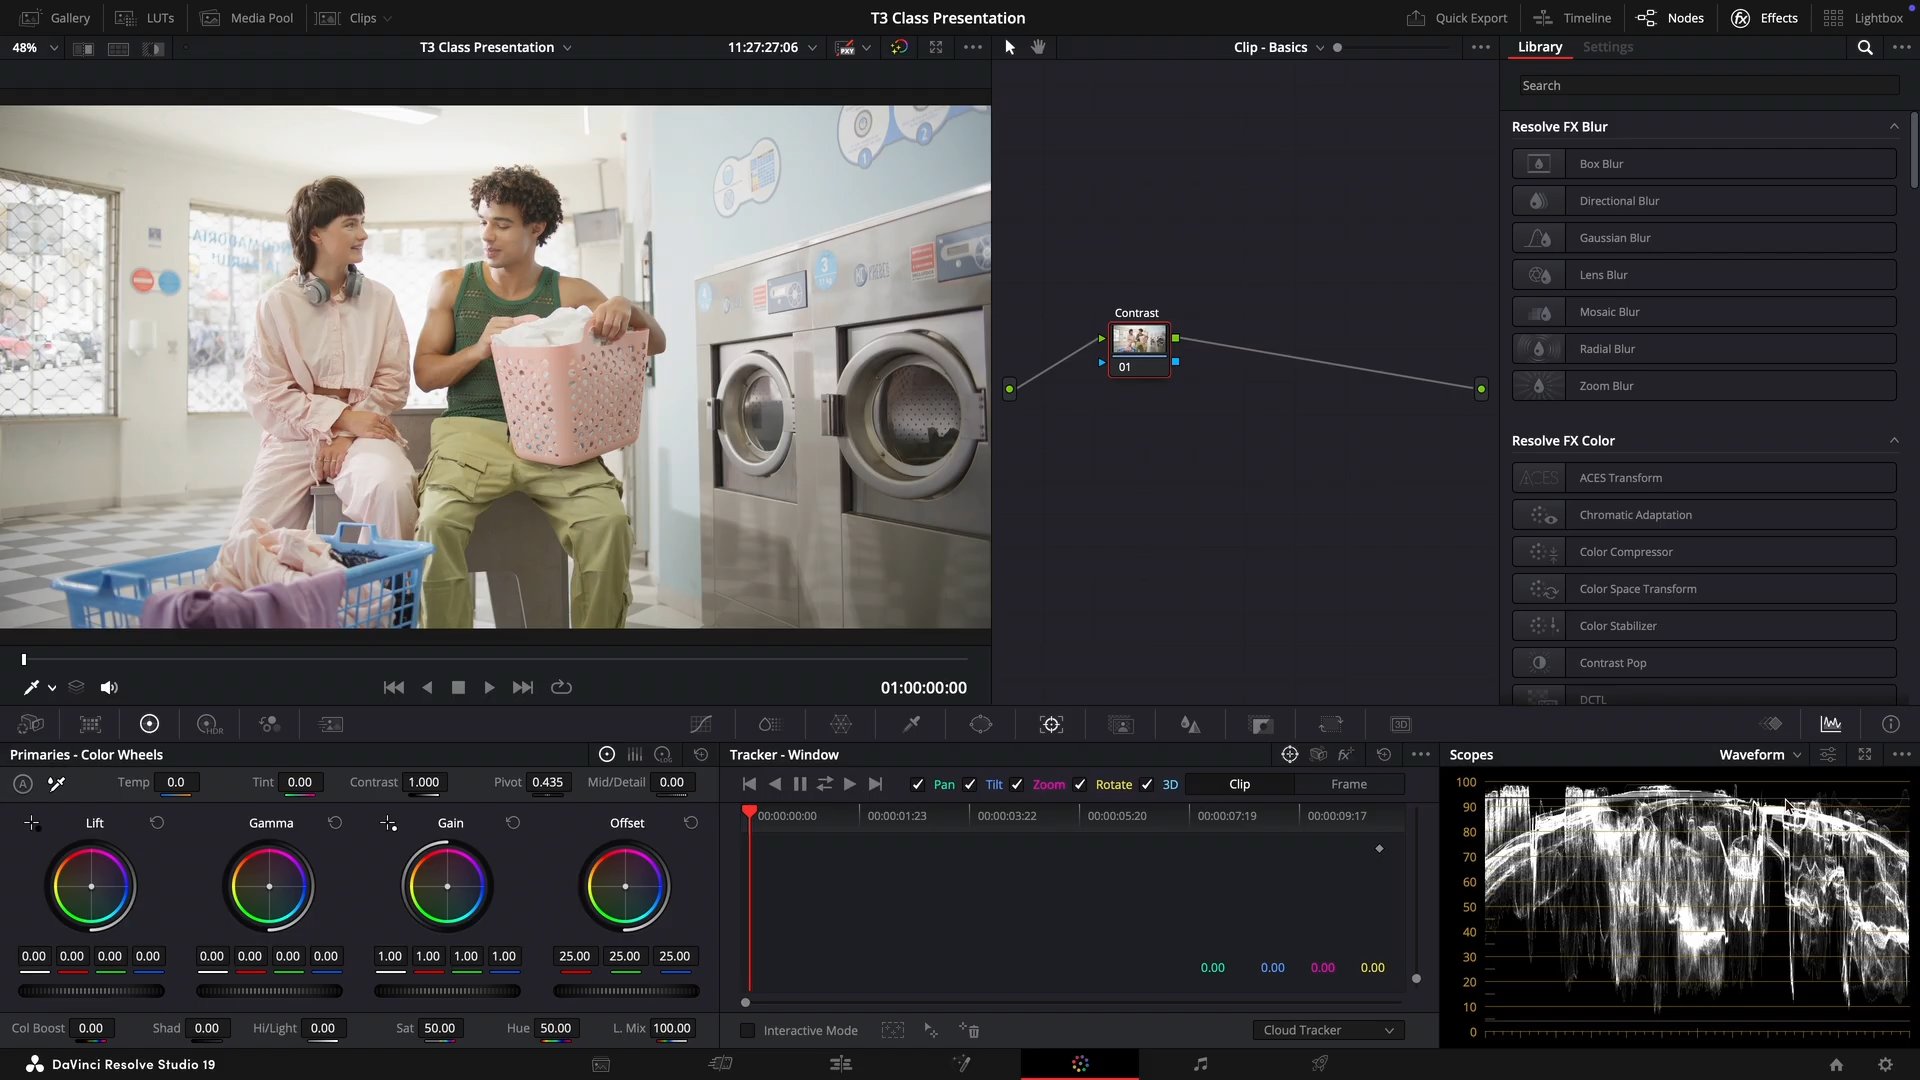 Gallery
LUTs
Media Pool
Clips
T3 Class Presentation
Quick Export
Timeline
Nodes
Effects
Lightbox
48%
T3 Class Presentation
11:27:27:06
PXY
Clip - Basics
Library
Settings
Search
Resolve FX Blur
Box Blur
Directional Blur
Gaussian Blur
Lens Blur
Mosaic Blur
Radial Blur
Zoom Blur
Resolve FX Color
ACES Transform
Chromatic Adaptation
Color Compressor
Color Space Transform
Color Stabilizer
Contrast Pop
DCTL
Contrast
01
01:00:00:00
HDR
3D
Primaries - Color Wheels
LOG
Temp 0.0
Tint 0.00
Contrast 1.000
Pivot 0.435
Mid/Detail 0.00
Lift
Gamma
Gain
Offset
0.00 0.00 0.00 0.00
0.00 0.00 0.00 0.00
1.00 1.00 1.00 1.00
25.00 25.00 25.00
Col Boost 0.00
Shad 0.00
Hi/Light 0.00
Sat 50.00
Hue 50.00
L. Mix 100.00
Tracker - Window
Pan
Tilt
Zoom
Rotate
3D
Clip
Frame
00:00:00:00
00:00:01:23
00:00:03:22
00:00:05:20
00:00:07:19
00:00:09:17
0.00 0.00 0.00 0.00
Interactive Mode
Cloud Tracker
Scopes
Waveform
100
90
80
70
60
50
40
30
20
10
0
DaVinci Resolve Studio 19